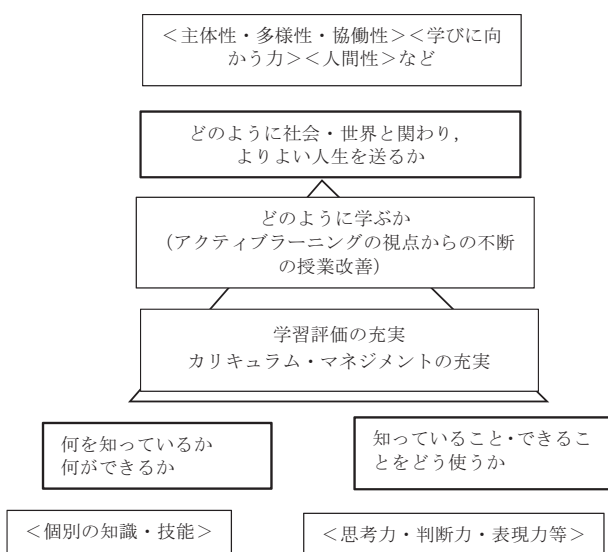 <主体性・多様性・協働性><学びに向
かう力><人間性>など
どのように社会・世界と関わり,
よりよい人生を送るか
どのように学ぶか
(アクティブラーニングの視点からの不断
の授業改善)
学習評価の充実
カリキュラム・マネジメントの充実
何を知っているか
何ができるか
知っていること・できるこ
とをどう使うか
<個別の知識・技能>
<思考力・判断力・表現力等>